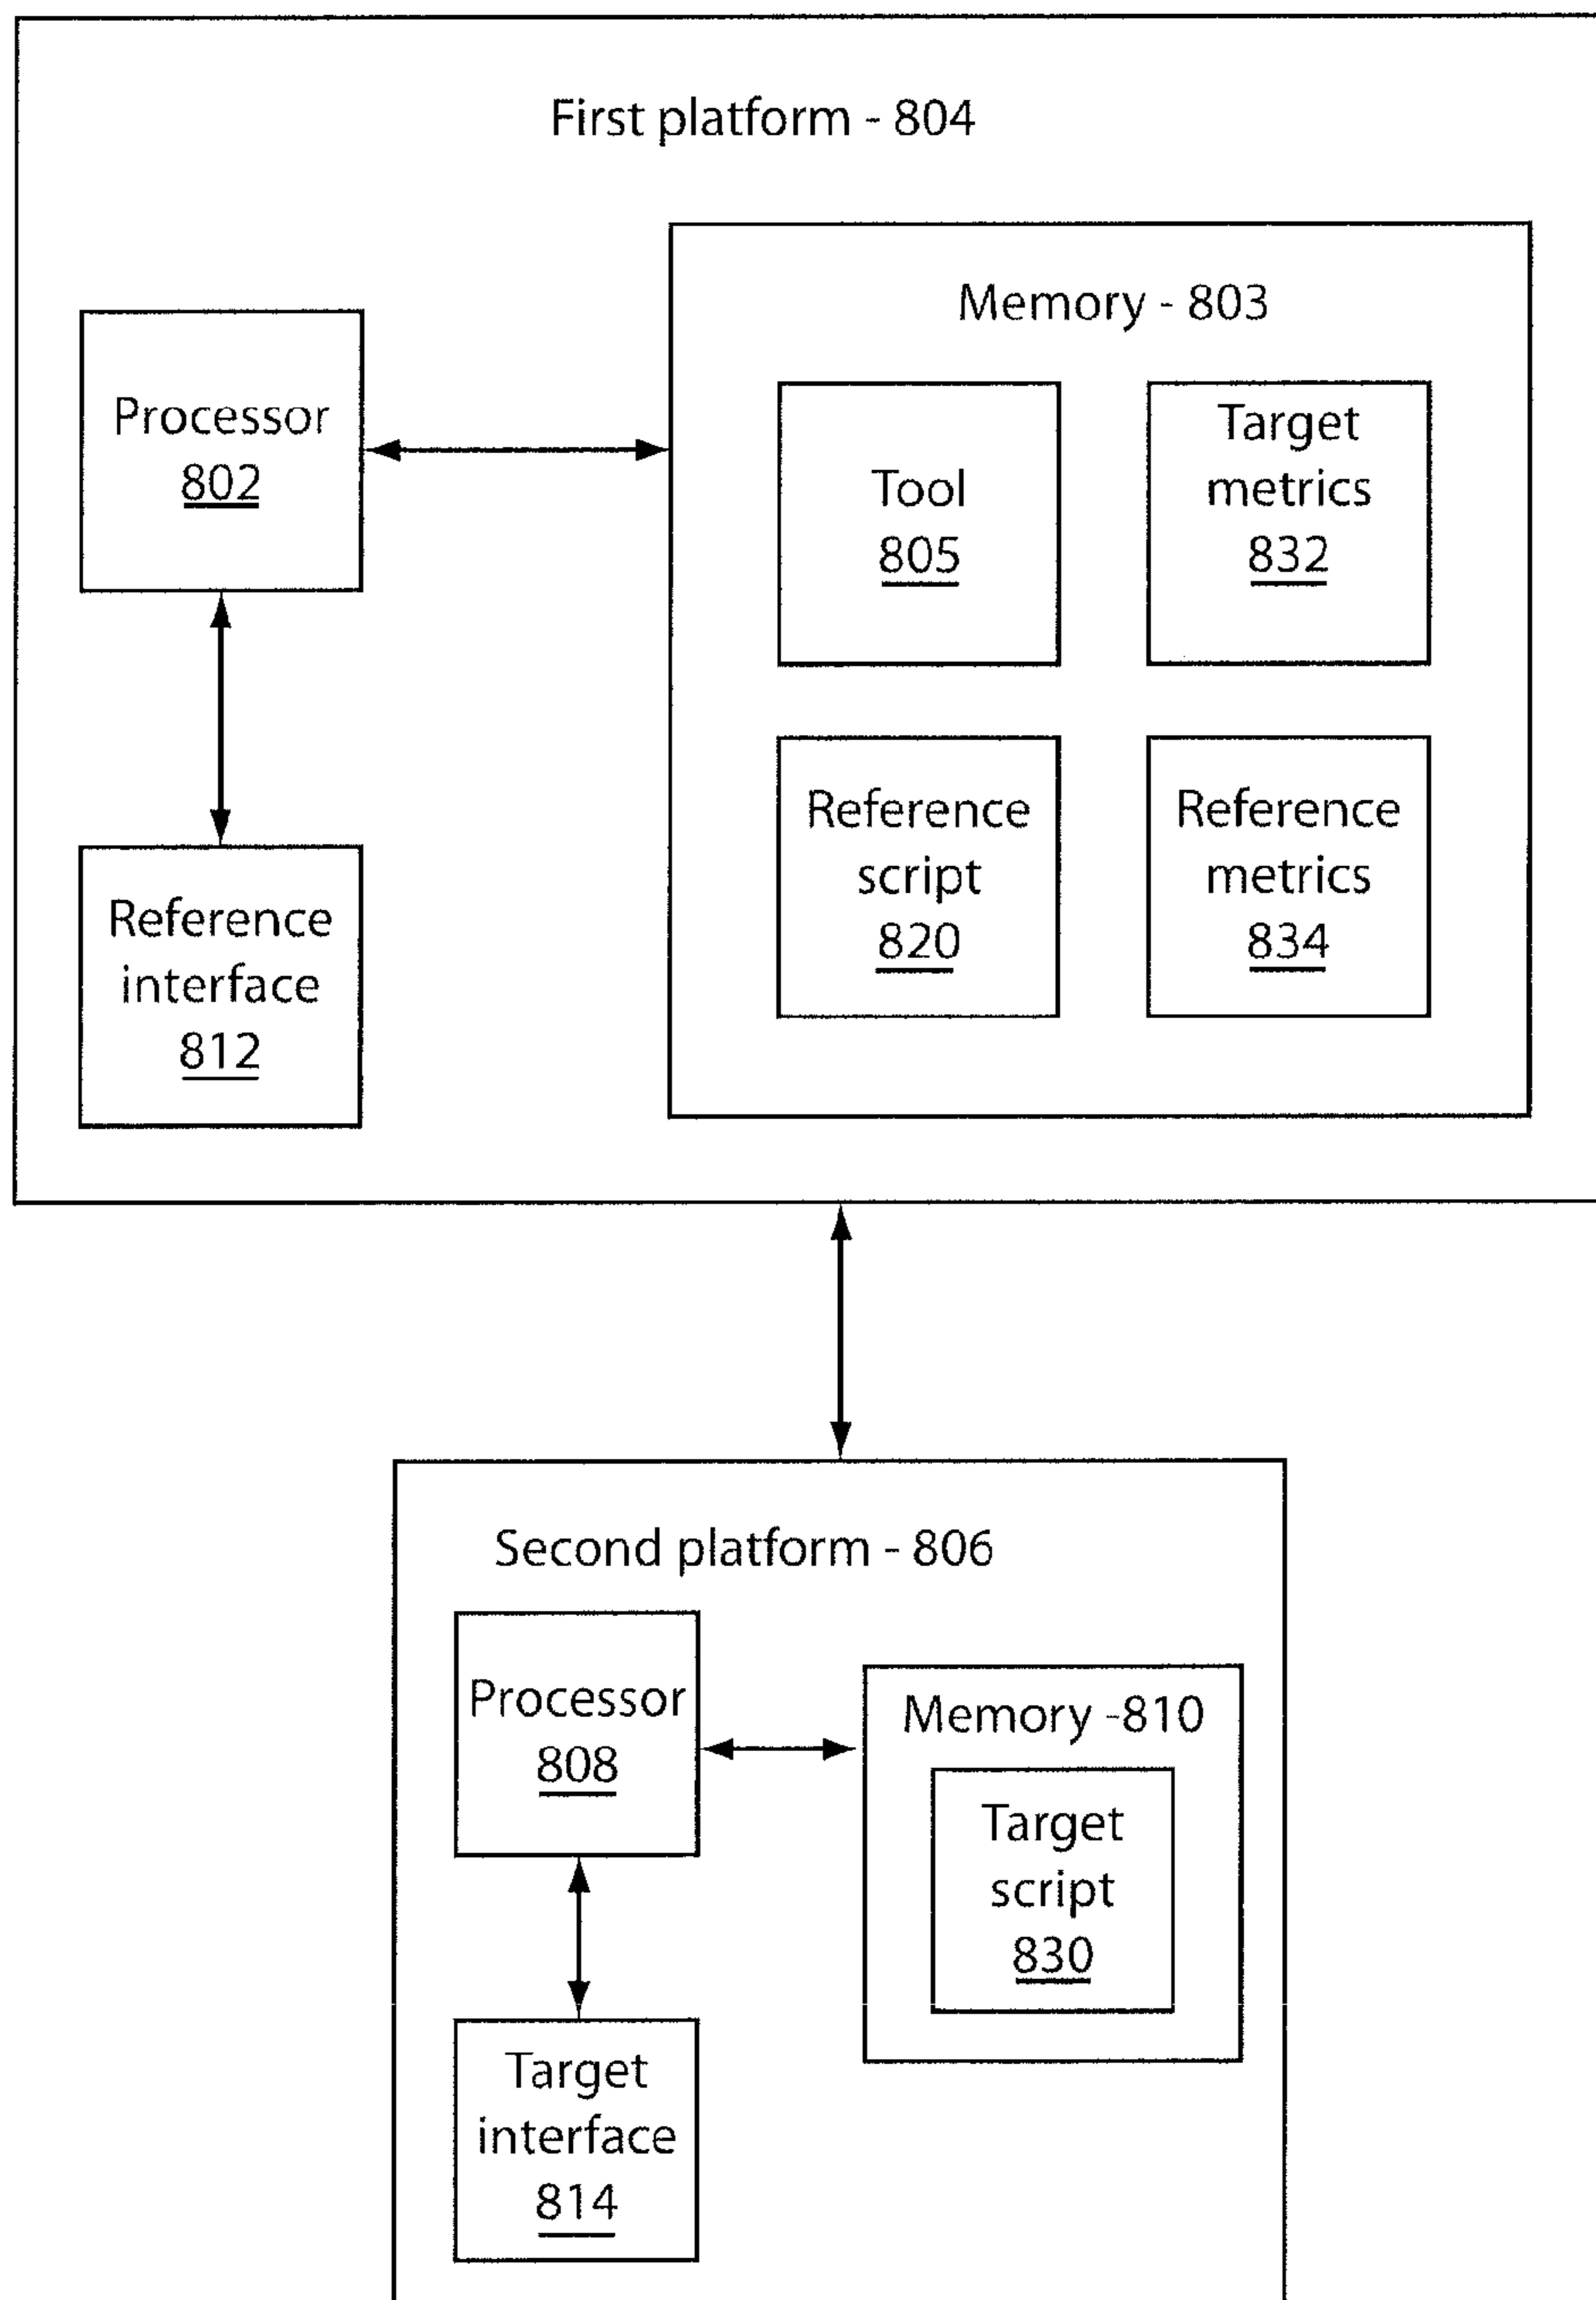 First platform - 804
Memory - 803
Processor
802
Tool
805
Target
metrics
832
Reference
script
820
Reference
metrics
834
Reference
interface
812
Second platform - 806
Processor
808
Memory -810
Target
script
830
Target
interface
814